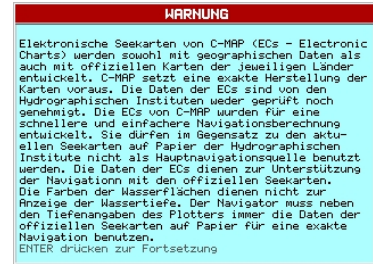 WARNUNG
Elektronische Seekarten von C-MAP (ECs - Electronic
Charts) werden sowohl mit geographischen Daten als
auch mit offiziellen Karten der jeweiligen Länder
entwickelt. C-MAP setzt eine exakte Herstellung der
Karten voraus. Die Daten der ECs sind von den
Hydrographischen Instituten weder geprüft noch
genehmigt. Die ECs von C-MAP wurden für eine
schnellere und einfachere Navigationsberechnung
entwickelt. Sie dürfen im Gegensatz zu den aktu-
ellen Seekarten auf Papier der Hydrographischen
Institute nicht als Hauptnavigationsquelle benutzt
werden. Die Daten der ECs dienen zur Unterstützung
der Navigationn mit den offiziellen Seekarten.
Die Farben der Wasserflächen dienen nicht zur
Anzeige der Wassertiefe. Der Navigator muss neben
den Tiefenangaben des Plotters immer die Daten der
offiziellen Seekarten auf Papier für eine exakte
Navigation benutzen.
ENTER drücken zur Fortsetzung